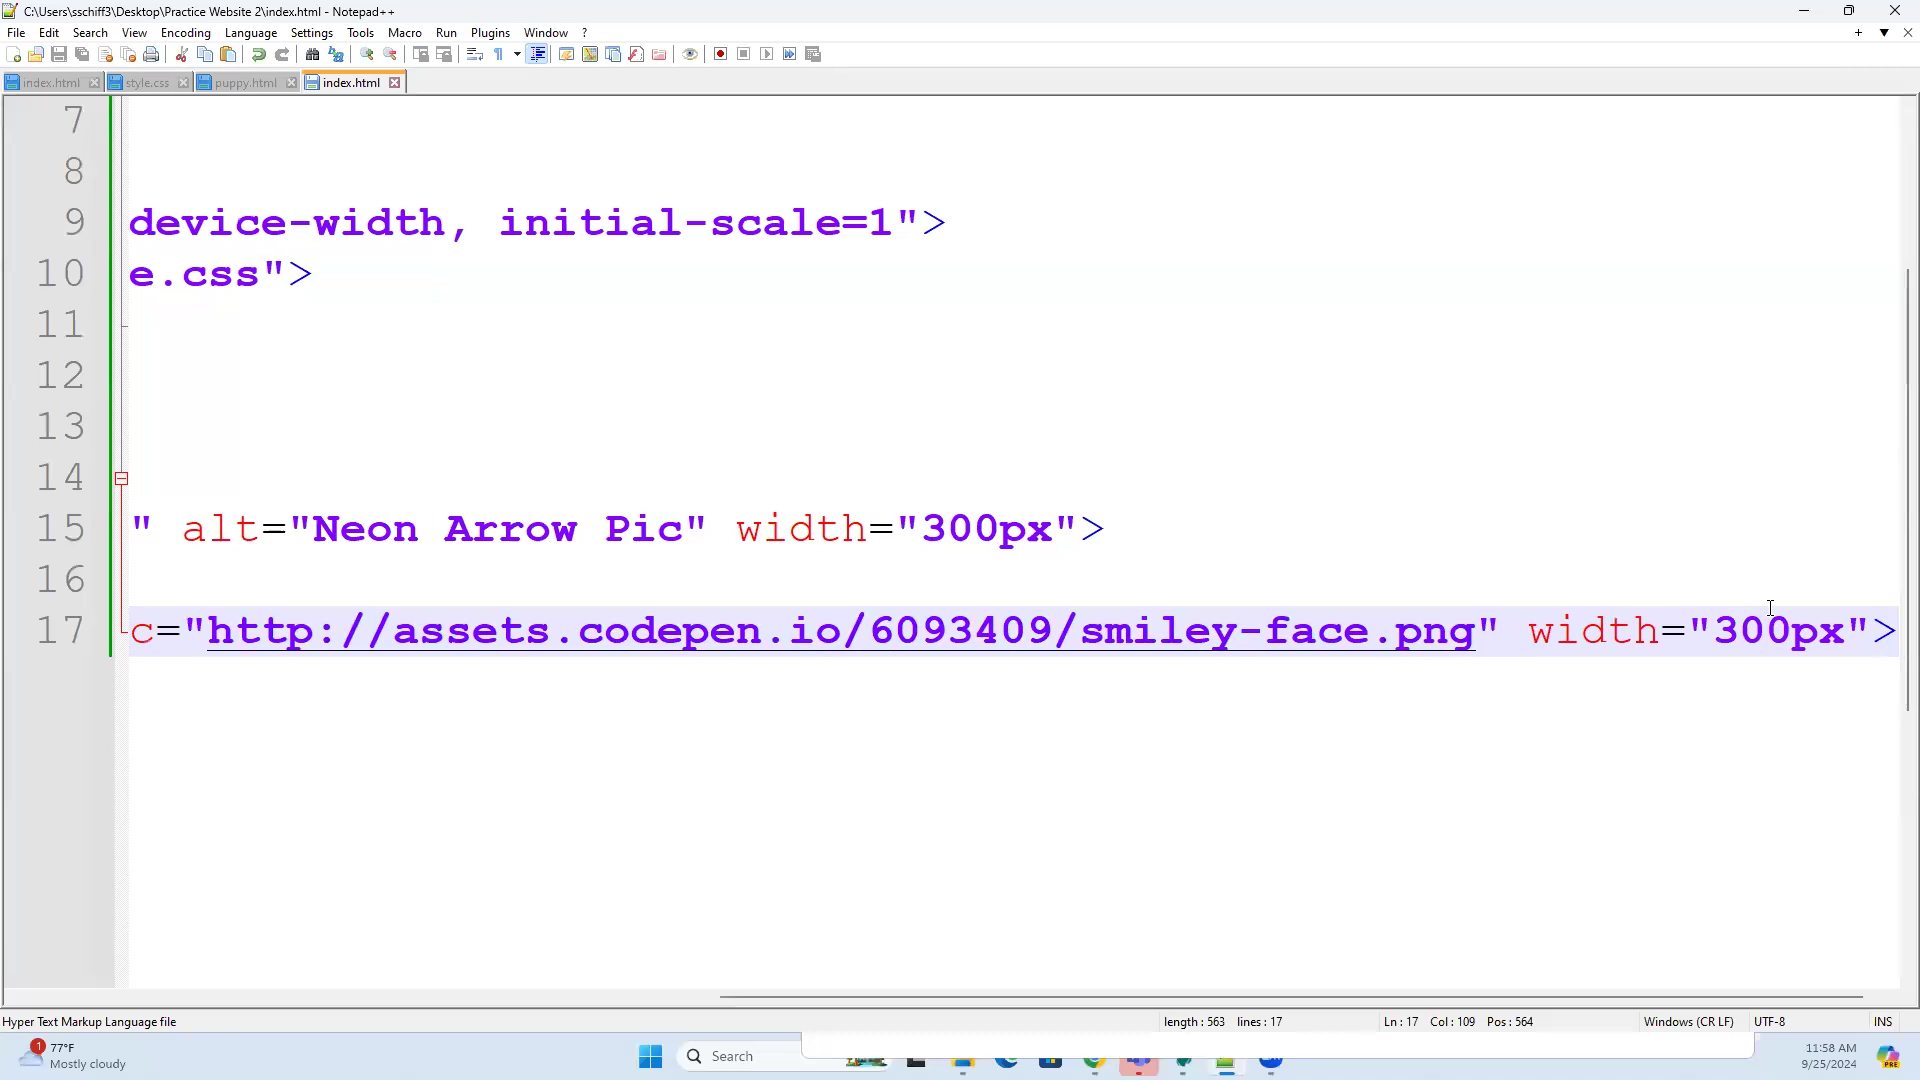 C:\Users\sschiff3\Desktop\Practice Website 2\index.html - Notepad++
File Edit Search View Encoding Language Settings Tools Macro Run Plugins Window ?
index.html style.css puppy.html index.html
7
8
9 device-width, initial-scale=1">
10 e.css">
11
12
13
14
15 " alt="Neon Arrow Pic" width="300px">
16
17 c="http://assets.codepen.io/6093409/smiley-face.png" width="300px">
Hyper Text Markup Language file length : 563 lines : 17 Ln : 17 Col : 109 Pos : 564 Windows (CR LF) UTF-8 INS
1 77°F
Mostly cloudy
Search
11:58 AM
9/25/2024
PRE